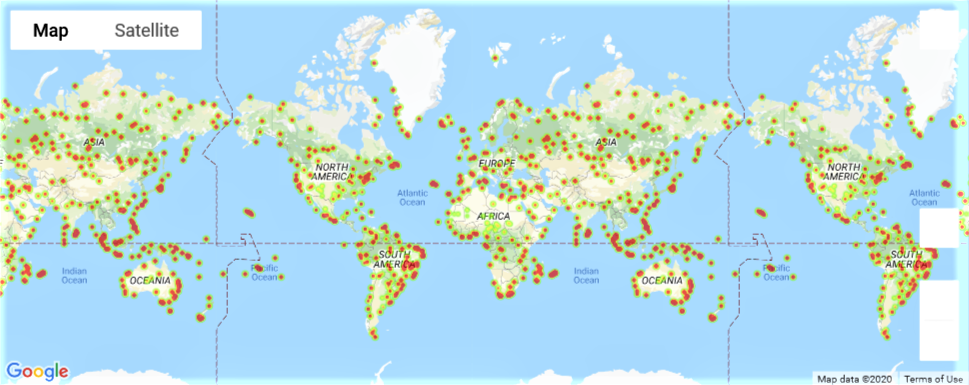 Map Satellite
ASIA
ASIA
NORTH
AMERICA
EUROPE
NORTH
AMERICA
Atlantic
Ocean
Atlantic
Ocean
AFRICA
SOUTH
AMERICA
SOUTH
AMERICA
Indian
Ocean
Pacific
Ocean
Indian
Ocean
Pacific
Ocean
OCEANIA
OCEANIA
Google
Map data ©2020 Terms of Use